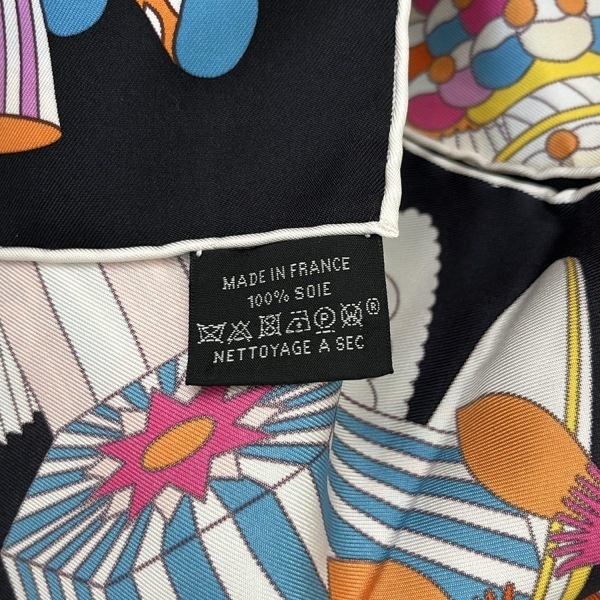 MADE IN FRANCE
100% SOIE
P ®
NETTOYAGE A SEC